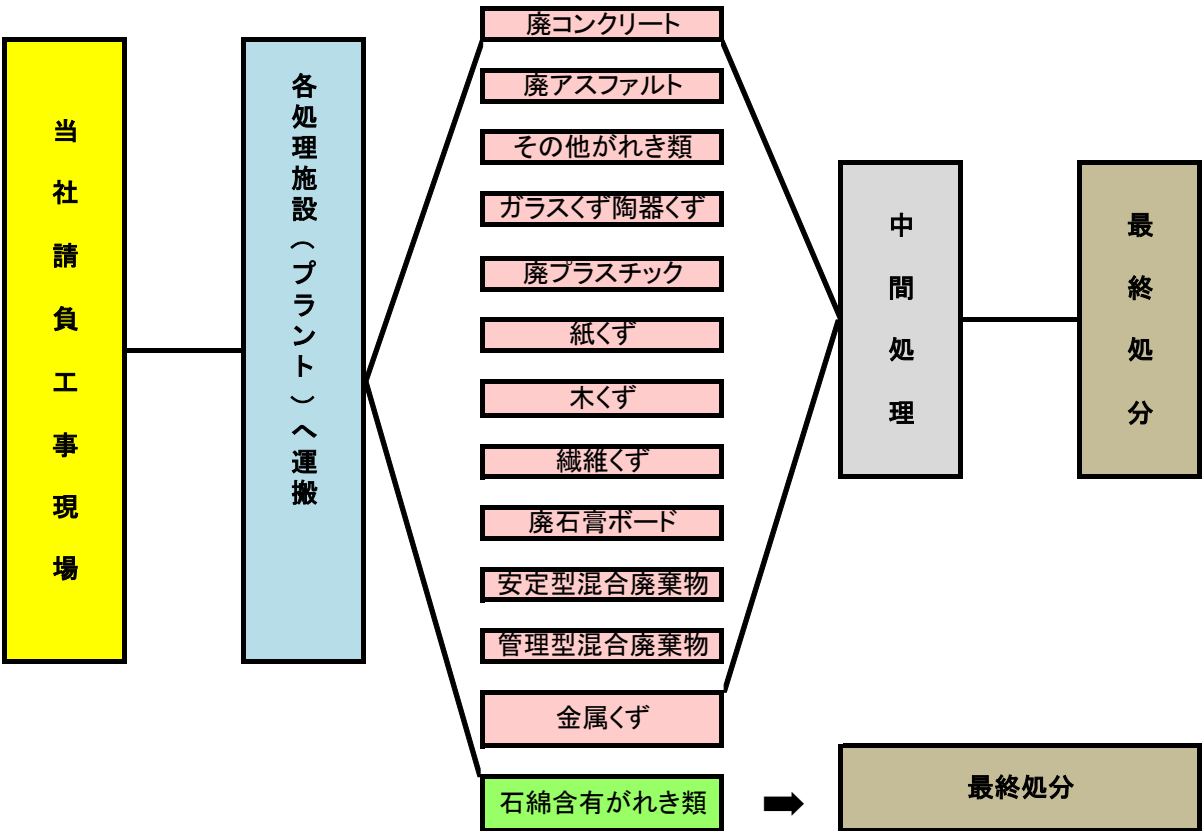 当社請負工事現場
各処理施設（プラント）へ運搬
廃コンクリート
廃アスファルト
その他がれき類
ガラスくず陶器くず
廃プラスチック
紙くず
木くず
繊維くず
廃石膏ボード
安定型混合廃棄物
管理型混合廃棄物
金属くず
石綿含有がれき類
中間処理
最終処分
最終処分